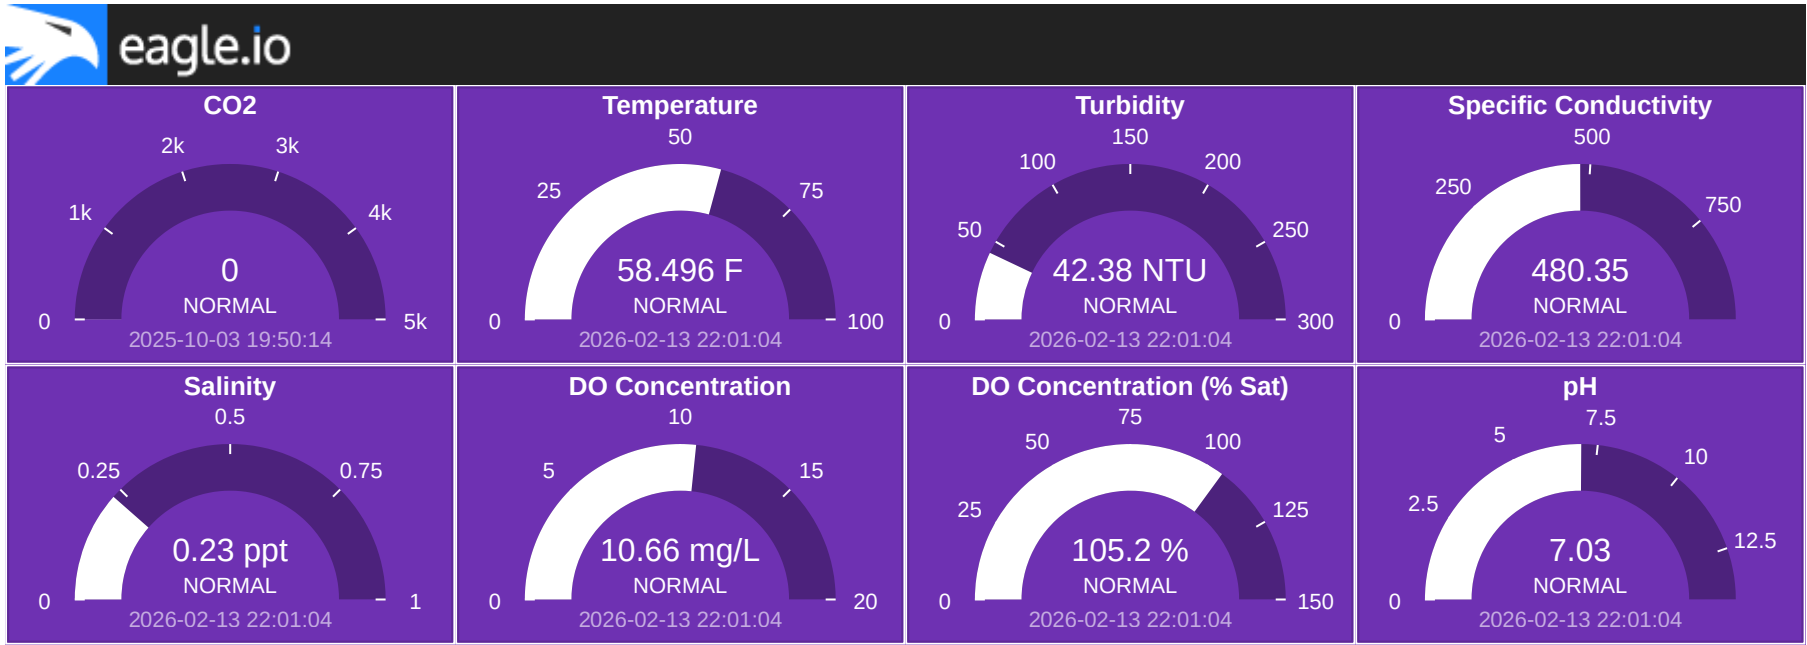 eagle.io
CO2
0
1k
2k
3k
4k
5k
0
NORMAL
2025-10-03 19:50:14
Temperature
0
25
50
75
100
58.496 F
NORMAL
2026-02-13 22:01:04
Turbidity
0
50
100
150
200
250
300
42.38 NTU
NORMAL
2026-02-13 22:01:04
Specific Conductivity
0
250
500
750
480.35
NORMAL
2026-02-13 22:01:04
Salinity
0
0.25
0.5
0.75
1
0.23 ppt
NORMAL
2026-02-13 22:01:04
DO Concentration
0
5
10
15
20
10.66 mg/L
NORMAL
2026-02-13 22:01:04
DO Concentration (% Sat)
0
25
50
75
100
125
150
105.2 %
NORMAL
2026-02-13 22:01:04
pH
0
2.5
5
7.5
10
12.5
7.03
NORMAL
2026-02-13 22:01:04